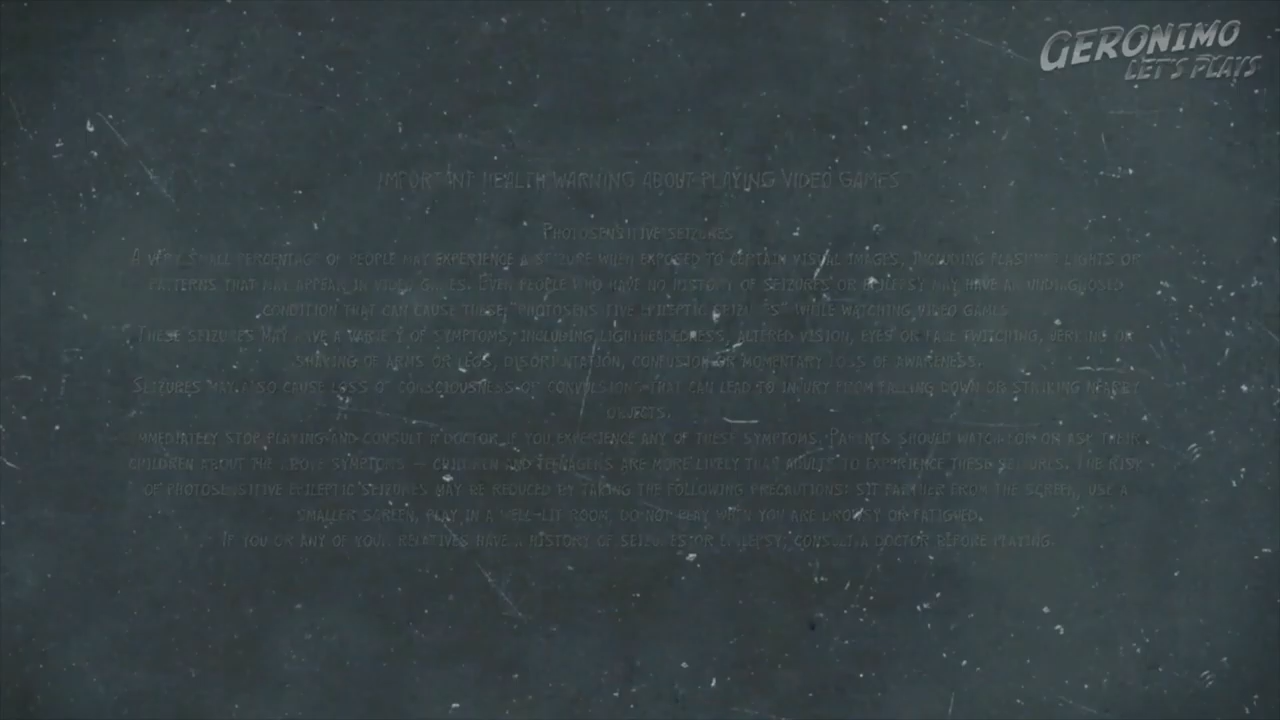 GERONIMO
LET'S PLAYS
IMPORTANT HEALTH WARNING ABOUT PLAYING VIDEO GAMES
PHOTOSENSITIVE SEIZURES
A VERY SMALL PERCENTAGE OF PEOPLE MAY EXPERIENCE A SEIZURE WHEN EXPOSED TO CERTAIN VISUAL IMAGES, INCLUDING FLASHING LIGHTS OR
PATTERNS THAT MAY APPEAR IN VIDEO GAMES. EVEN PEOPLE WHO HAVE NO HISTORY OF SEIZURES OR EPILEPSY MAY HAVE AN UNDIAGNOSED
CONDITION THAT CAN CAUSE THESE "PHOTOSENSITIVE EPILEPTIC SEIZURES" WHILE WATCHING VIDEO GAMES.
THESE SEIZURES MAY HAVE A VARIETY OF SYMPTOMS, INCLUDING LIGHTHEADEDNESS, ALTERED VISION, EYES OR FACE TWITCHING, JERKING OR
SHAKING OF ARMS OR LEGS, DISORIENTATION, CONFUSION, OR MOMENTARY LOSS OF AWARENESS.
SEIZURES MAY ALSO CAUSE LOSS OF CONSCIOUSNESS OR CONVULSIONS THAT CAN LEAD TO INJURY FROM FALLING DOWN OR STRIKING NEARBY
OBJECTS.
IMMEDIATELY STOP PLAYING AND CONSULT A DOCTOR IF YOU EXPERIENCE ANY OF THESE SYMPTOMS. PARENTS SHOULD WATCH FOR OR ASK THEIR
CHILDREN ABOUT THE ABOVE SYMPTOMS – CHILDREN AND TEENAGERS ARE MORE LIKELY THAN ADULTS TO EXPERIENCE THESE SEIZURES. THE RISK
OF PHOTOSENSITIVE EPILEPTIC SEIZURES MAY BE REDUCED BY TAKING THE FOLLOWING PRECAUTIONS: SIT FARTHER FROM THE SCREEN, USE A
SMALLER SCREEN, PLAY IN A WELL-LIT ROOM, DO NOT PLAY WHEN YOU ARE DROWSY OR FATIGUED.
IF YOU OR ANY OF YOUR RELATIVES HAVE A HISTORY OF SEIZURES OR EPILEPSY, CONSULT A DOCTOR BEFORE PLAYING.